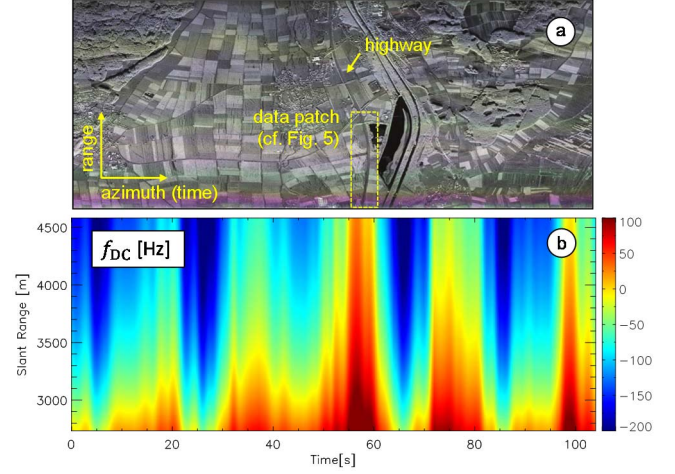 a
highway
data patch
(cf. Fig. 5)
range
azimuth (time)
b
f_DC [Hz]
Slant Range [m]
4500
4000
3500
3000
0
20
40
60
80
100
Time[s]
100
50
0
−50
−100
−150
−200